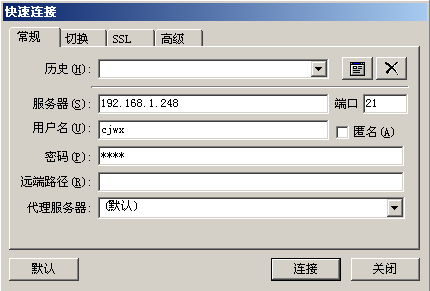 快速连接
常规 切换 SSL 高级
历史(H):
服务器(S): 192.168.1.248 端口 21
用户名(U): cjwx 匿名(A)
密码(P): ****
远端路径(R):
代理服务器: (默认)
默认 连接 关闭